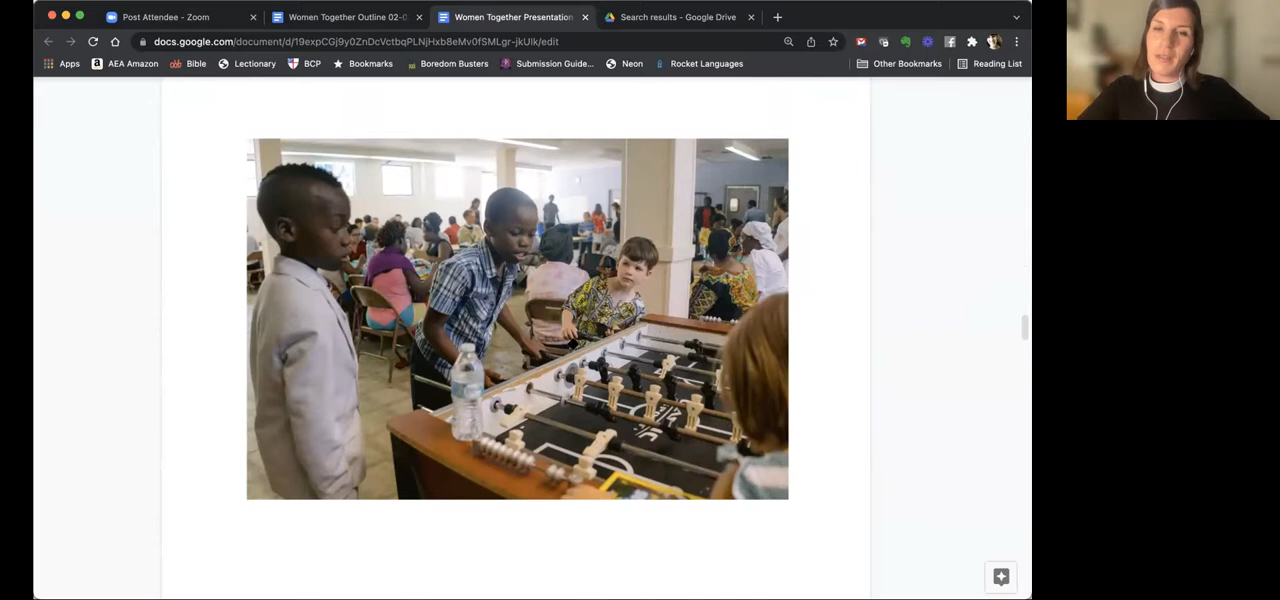 Post Attendee - Zoom
Women Together Outline 02-0
Women Together Presentation
Search results - Google Drive
docs.google.com/document/d/19expCGj9y0ZnDcVctbqPLNjHxb8eMv0fSMLgr-jkUIk/edit
Apps
AEA Amazon
Bible
Lectionary
BCP
Bookmarks
Boredom Busters
Submission Guide...
Neon
Rocket Languages
Other Bookmarks
Reading List